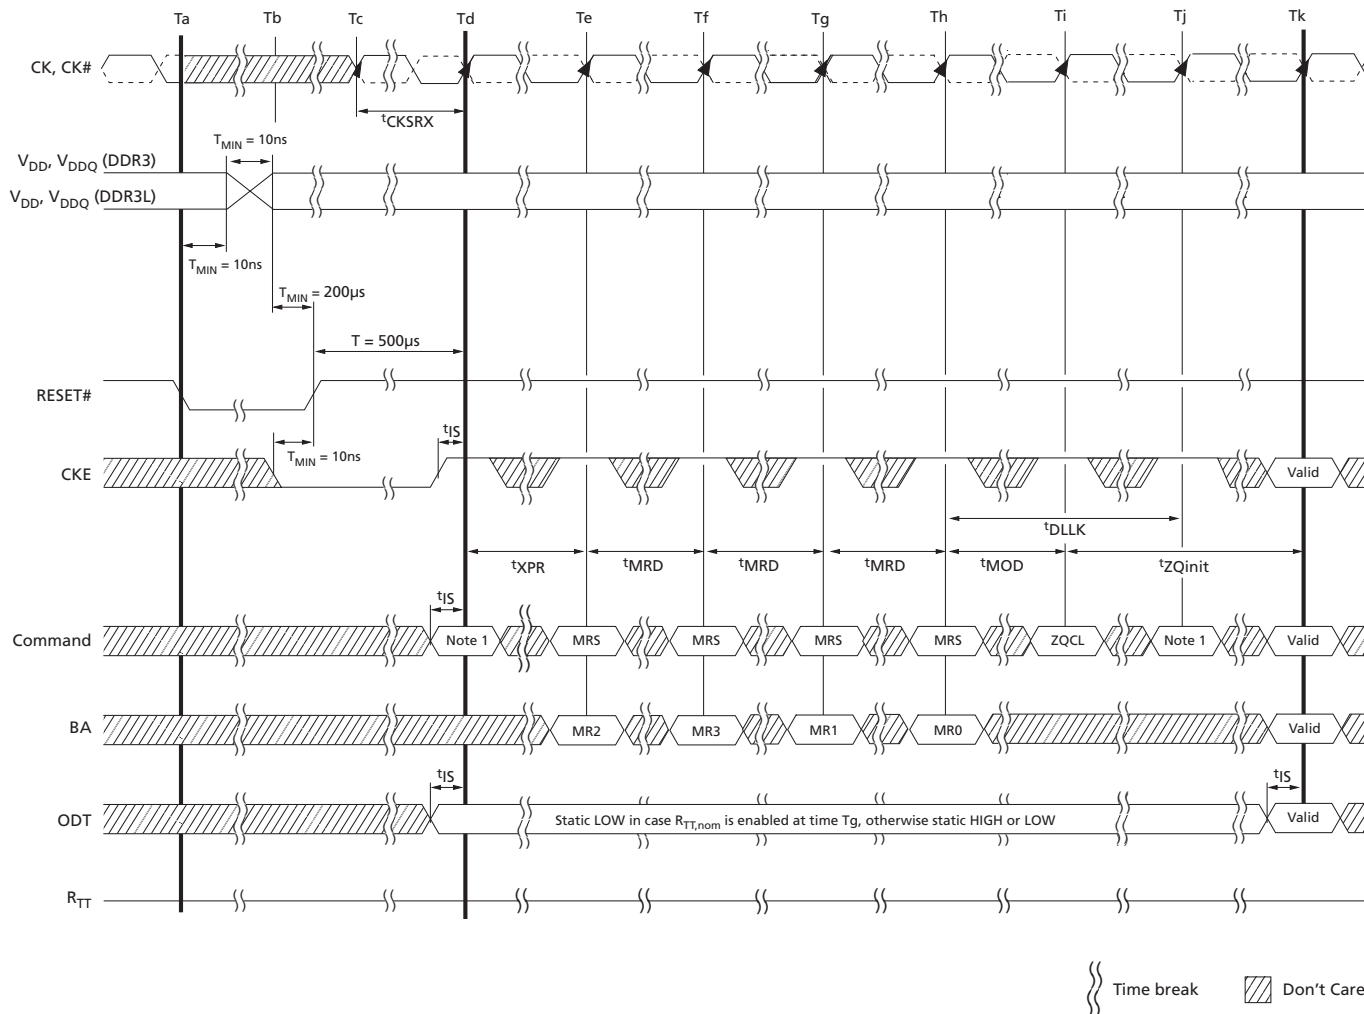 Ta Tb Tc Td Te Tf Tg Th Ti Tj Tk
CK, CK#
tCKSRX
TMIN = 10ns
VDD, VDDQ (DDR3)
VDD, VDDQ (DDR3L)
TMIN = 10ns
TMIN = 200µs
T = 500µs
RESET#
tIS
TMIN = 10ns
CKE
Valid
tDLLK
tXPR tMRD tMRD tMRD tMOD tZQinit
tIS
Command Note 1 MRS MRS MRS MRS ZQCL Note 1 Valid
BA MR2 MR3 MR1 MR0 Valid
tIS tIS
ODT Static LOW in case RTT,nom is enabled at time Tg, otherwise static HIGH or LOW Valid
RTT
Time break Don't Care